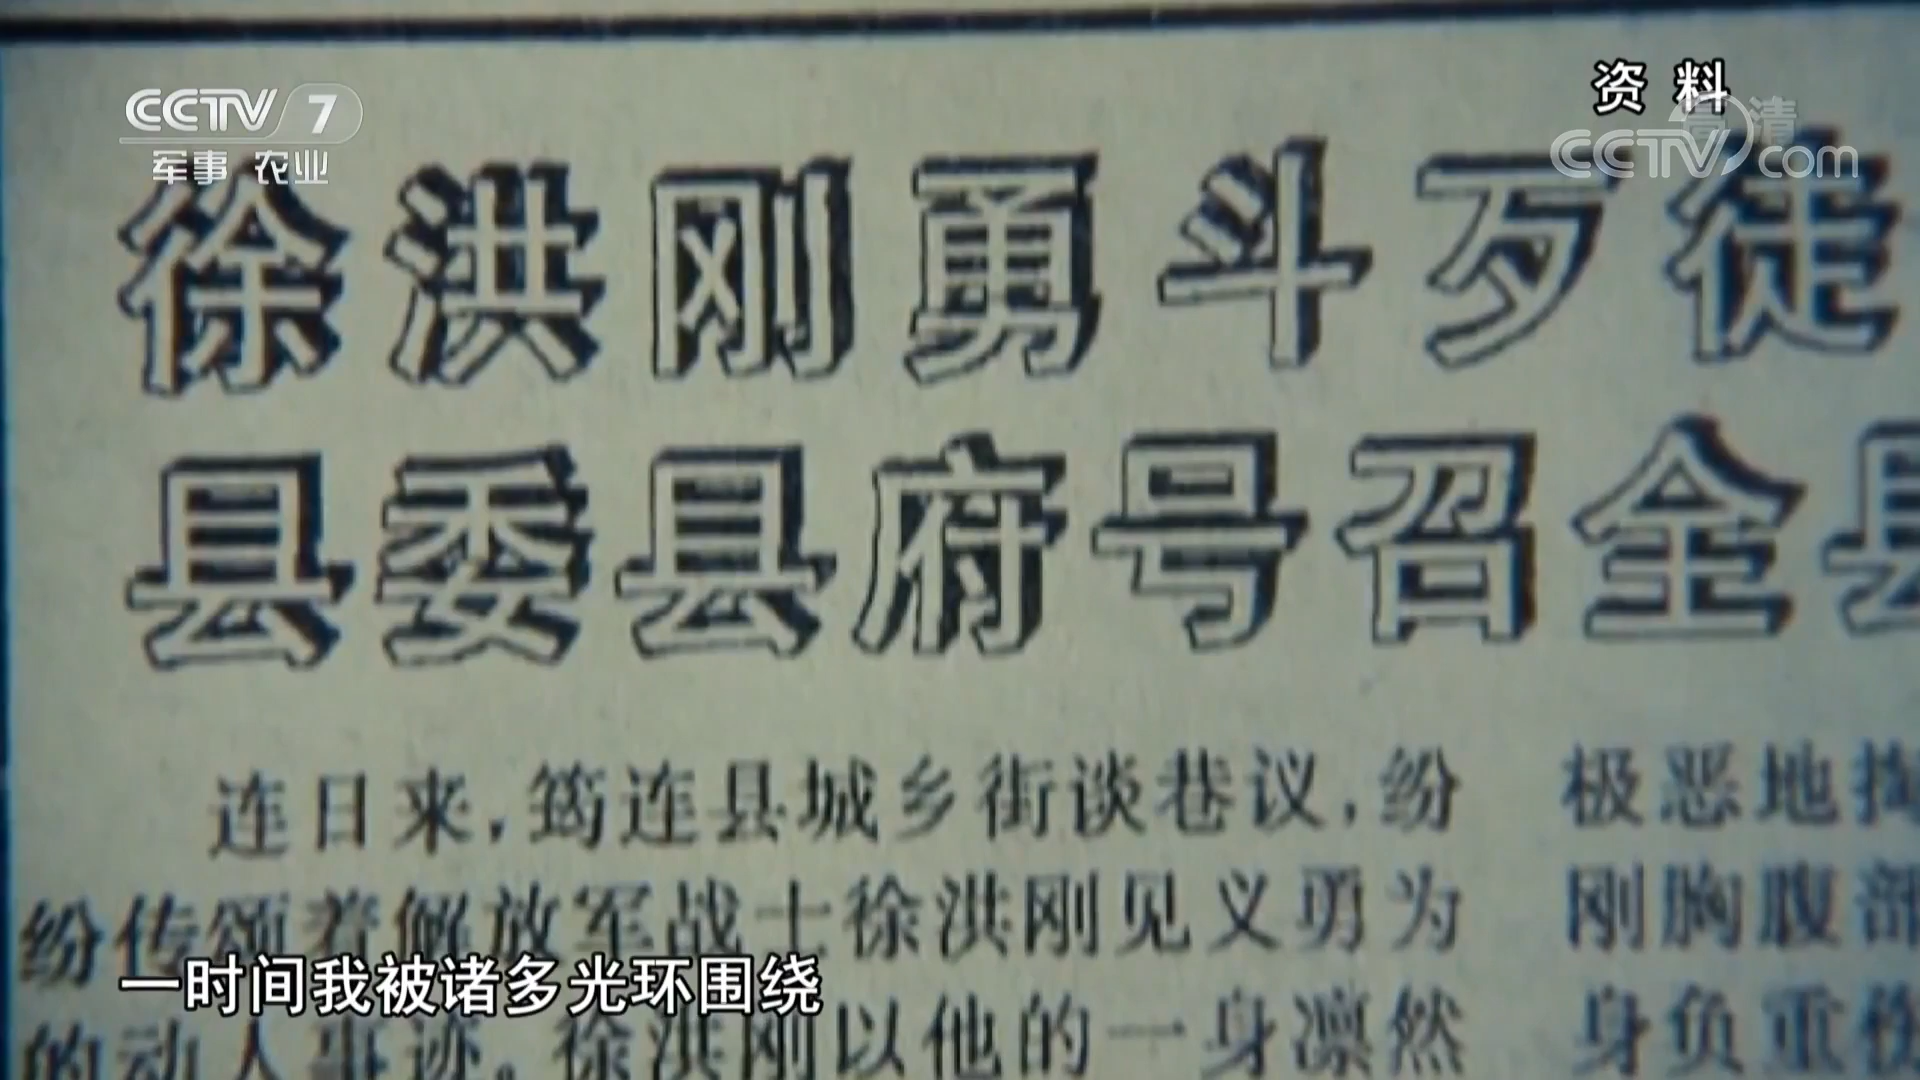 CCTV 7
军事 农业
资 料
高清
CCTV.com
徐洪刚勇斗歹徒
县委县府号召全县
连日来，筠连县城乡街谈巷议，纷
纷传颂着解放军战士徐洪刚见义勇为
的动人事迹。徐洪刚以他的一身凛然
极恶地
刚胸腹部
身负重伤
一时间我被诸多光环围绕